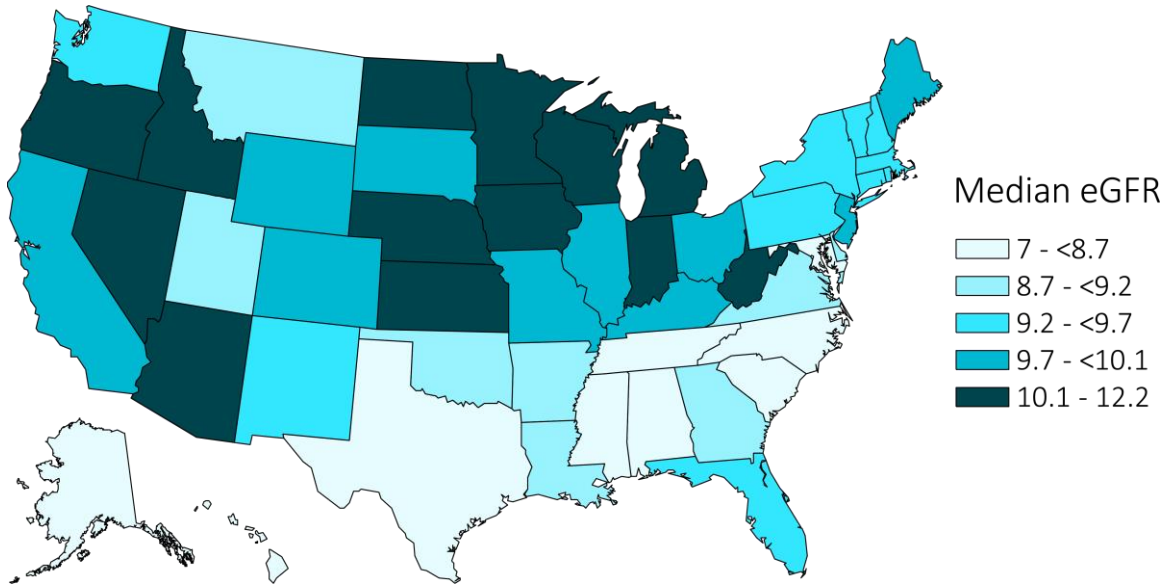 Median eGFR
7 - <8.7
8.7 - <9.2
9.2 - <9.7
9.7 - <10.1
10.1 - 12.2